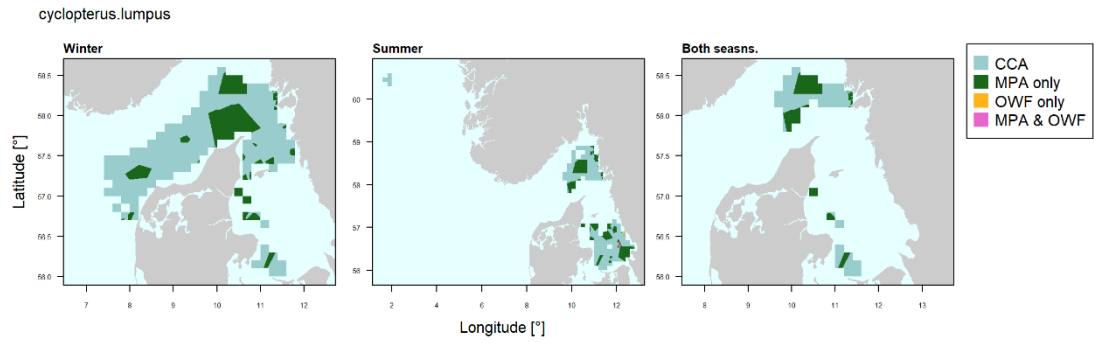 cyclopterus.lumpus
Winter
58.5
58.0
57.5
57.0
56.5
56.0
7 8 9 10 11 12
Summer
60
59
58
57
56
2 4 6 8 10 12
Both seasns.
58.5
58.0
57.5
57.0
56.5
56.0
8 9 10 11 12 13
Latitude [°]
Longitude [°]
CCA
MPA only
OWF only
MPA & OWF